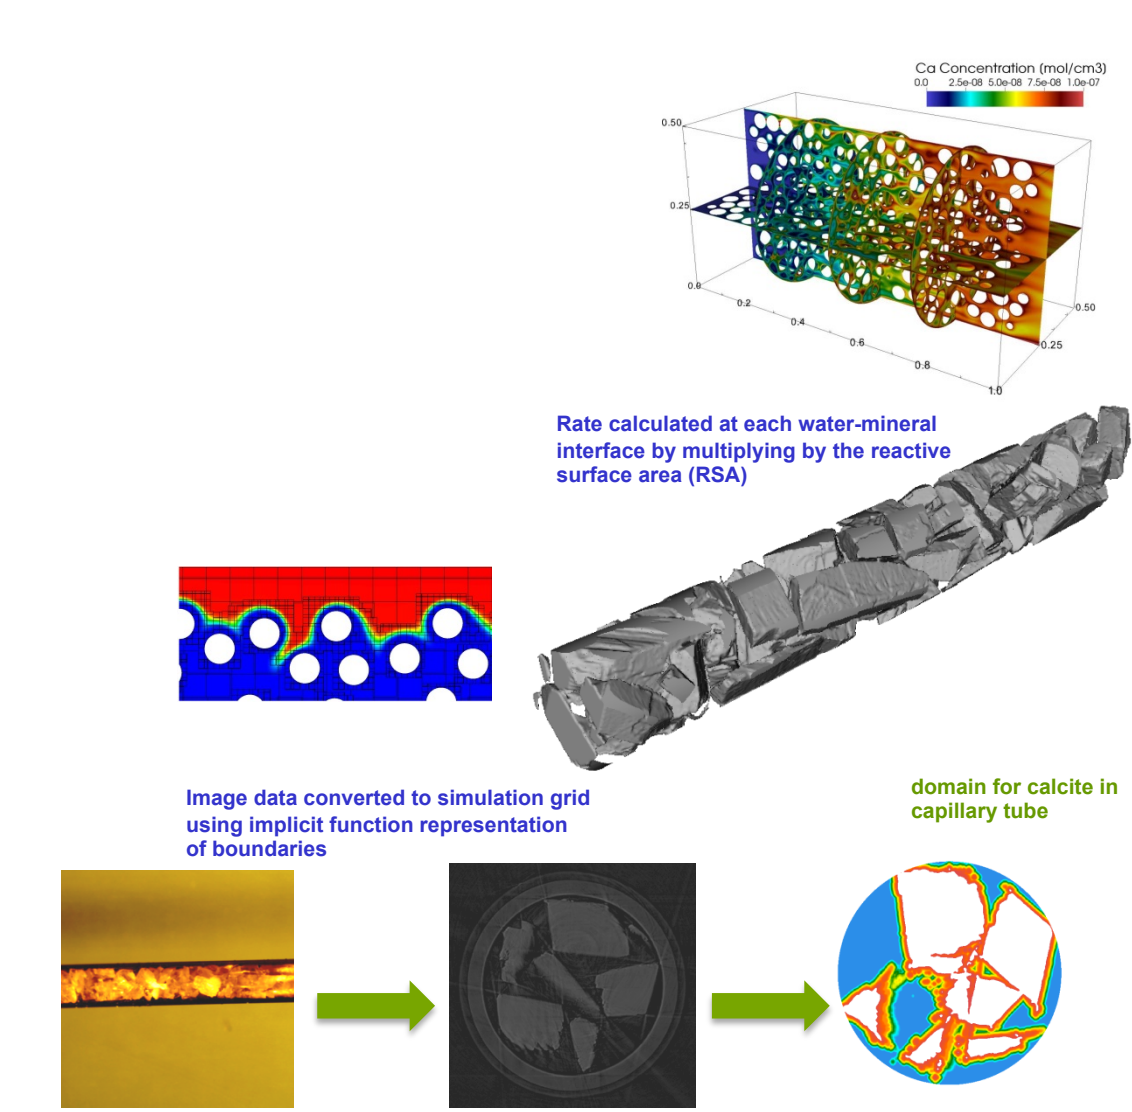 Ca Concentration (mol/cm3)
0.0 2.5e-08 5.0e-08 7.5e-08 1.0e-07
0.50
0.25
0.0
0.2
0.4
0.6
0.8
1.0
0.25
0.50
Rate calculated at each water-mineral
interface by multiplying by the reactive
surface area (RSA)
Image data converted to simulation grid
using implicit function representation
of boundaries
domain for calcite in
capillary tube